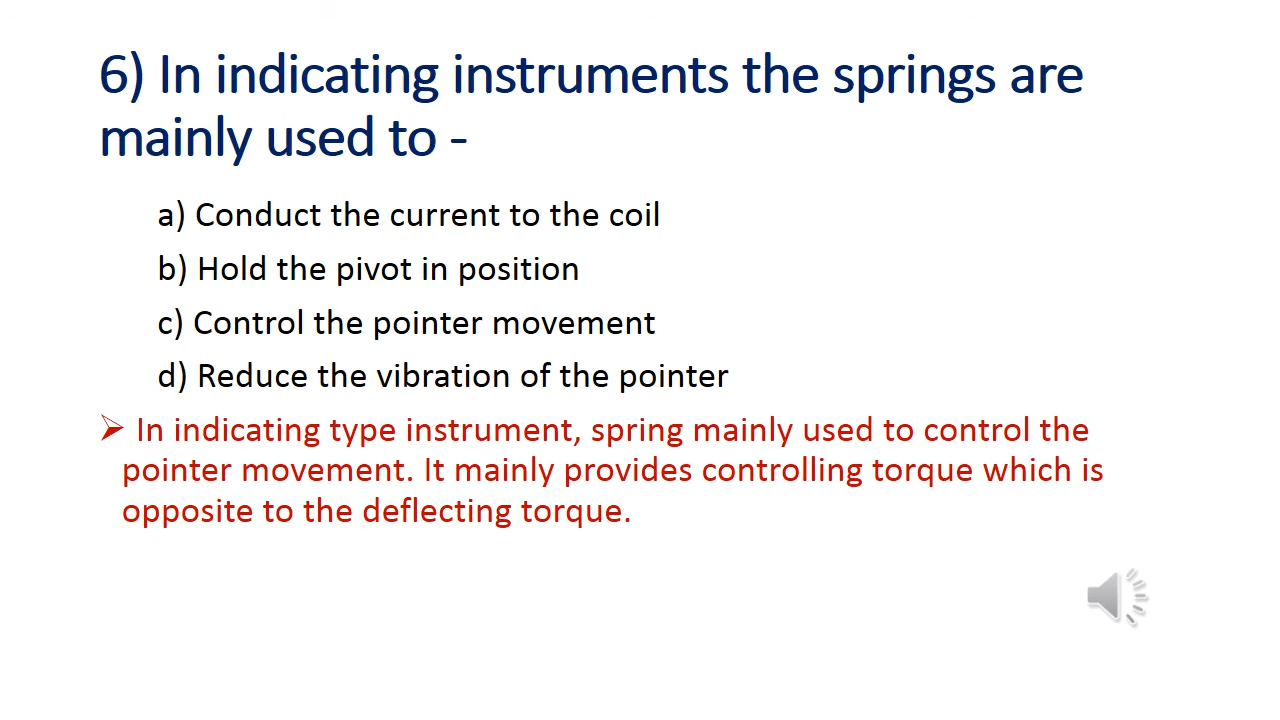 6) In indicating instruments the springs are
mainly used to -
a) Conduct the current to the coil
b) Hold the pivot in position
c) Control the pointer movement
d) Reduce the vibration of the pointer
➢ In indicating type instrument, spring mainly used to control the
pointer movement. It mainly provides controlling torque which is
opposite to the deflecting torque.